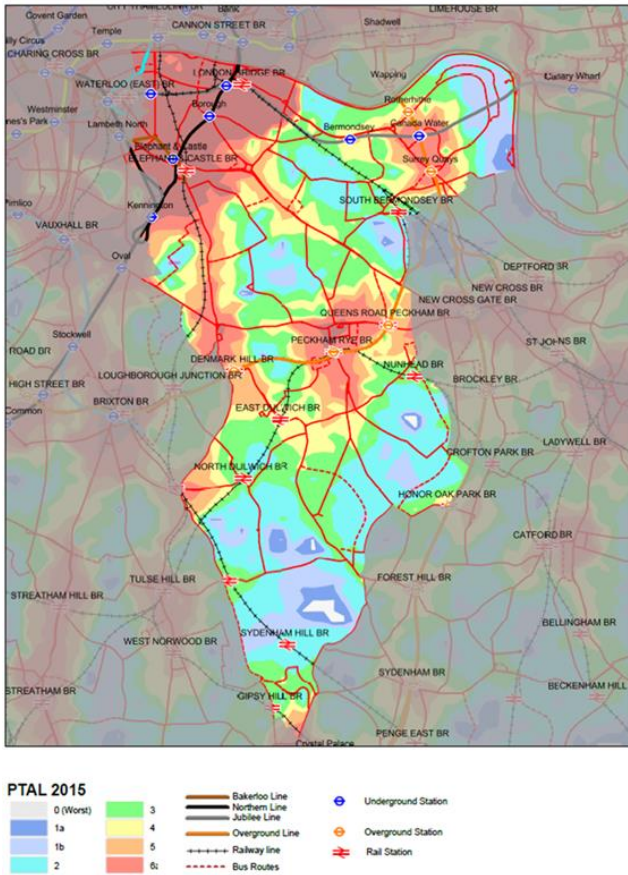 Covent Garden
Bank
LIMEHOUSE BR
Temple
CANNON STREET BR
Shadwell
CHARING CROSS BR
LONDON BRIDGE BR
Wapping
WATERLOO (EAST) BR
Canary Wharf
Westminster
Borough
Rotherhithe
Lambeth North
Bermondsey
Canada Water
Elephant & Castle
ELEPHANT & CASTLE BR
Surrey Quays
Kennington
SOUTH BERMONDSEY BR
Pimlico
VAUXHALL BR
Oval
DEPTFORD BR
NEW CROSS BR
NEW CROSS GATE BR
Stockwell
QUEENS ROAD PECKHAM BR
PECKHAM RYE BR
ST JOHNS BR
ROAD BR
DENMARK HILL BR
NUNHEAD BR
LOUGHBOROUGH JUNCTION BR
BROCKLEY BR
HIGH STREET BR
Common
BRIXTON BR
EAST DULWICH BR
LADYWELL BR
CROFTON PARK BR
NORTH DULWICH BR
HONOR OAK PARK BR
CATFORD BR
TULSE HILL BR
FOREST HILL BR
STREATHAM HILL BR
BELLINGHAM BR
SYDENHAM HILL BR
WEST NORWOOD BR
SYDENHAM BR
STREATHAM BR
GIPSY HILL BR
BECKENHAM HILL
PENGE EAST BR
Crystal Palace
PTAL 2015
0 (Worst)
1a
1b
2
3
4
5
6a
Bakerloo Line
Northern Line
Jubilee Line
Overground Line
Railway line
Bus Routes
Underground Station
Overground Station
Rail Station